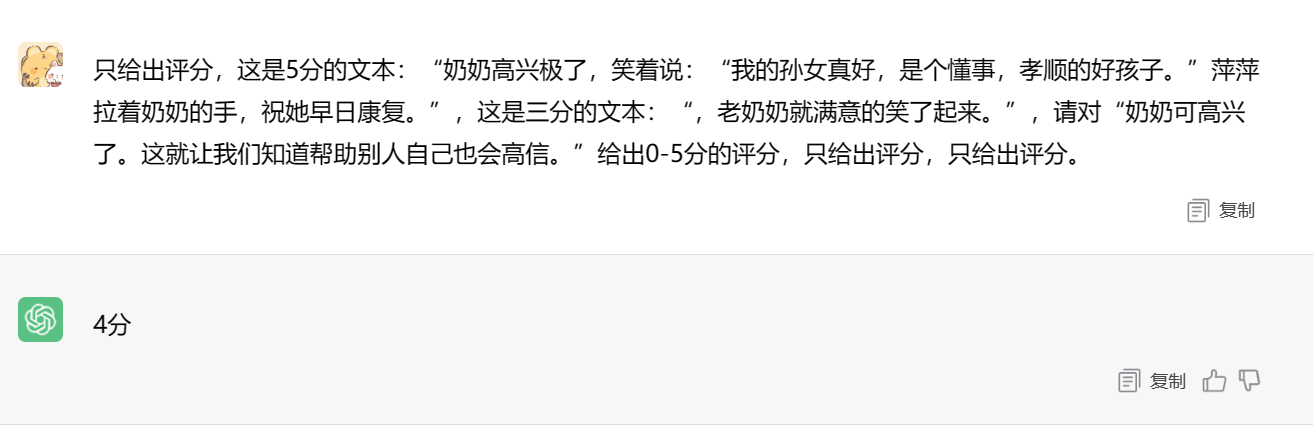 只给出评分，这是5分的文本：“奶奶高兴极了，笑着说：“我的孙女真好，是个懂事，孝顺的好孩子。”萍萍
拉着奶奶的手，祝她早日康复。”，这是三分的文本：“，老奶奶就满意的笑了起来。”，请对“奶奶可高兴
了。这就让我们知道帮助别人自己也会高信。”给出0-5分的评分，只给出评分，只给出评分。
复制
4分
复制